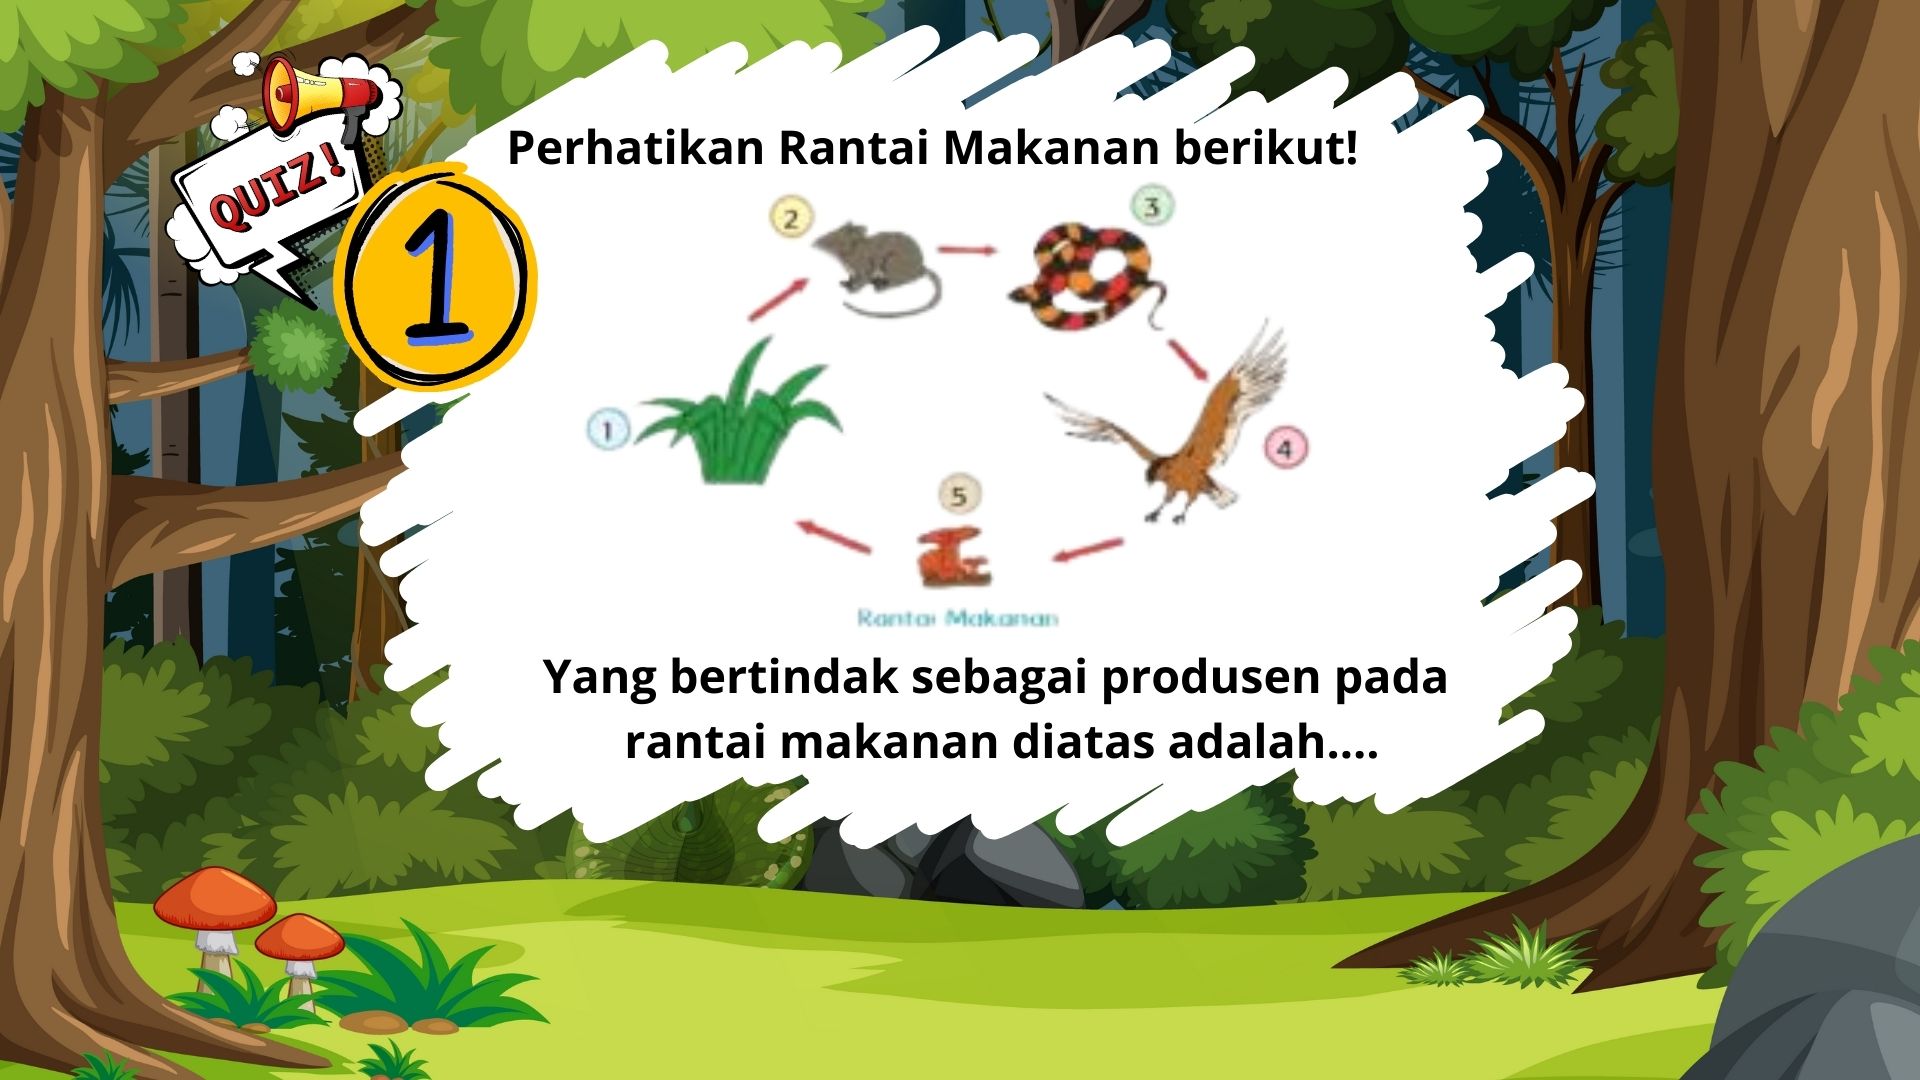 QUIZ!
1
Perhatikan Rantai Makanan berikut!
2
3
1
4
5
Rantai Makanan
Yang bertindak sebagai produsen pada
rantai makanan diatas adalah....